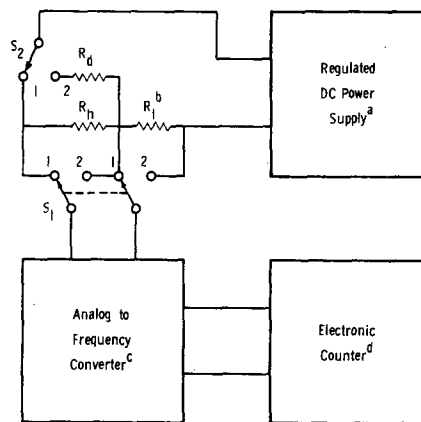 S2
1 2
Rd
Rh
R1b
Regulated
DC Power
Supply a
1 2 1 2
S1
Analog to
Frequency
Converter c
Electronic
Counter d